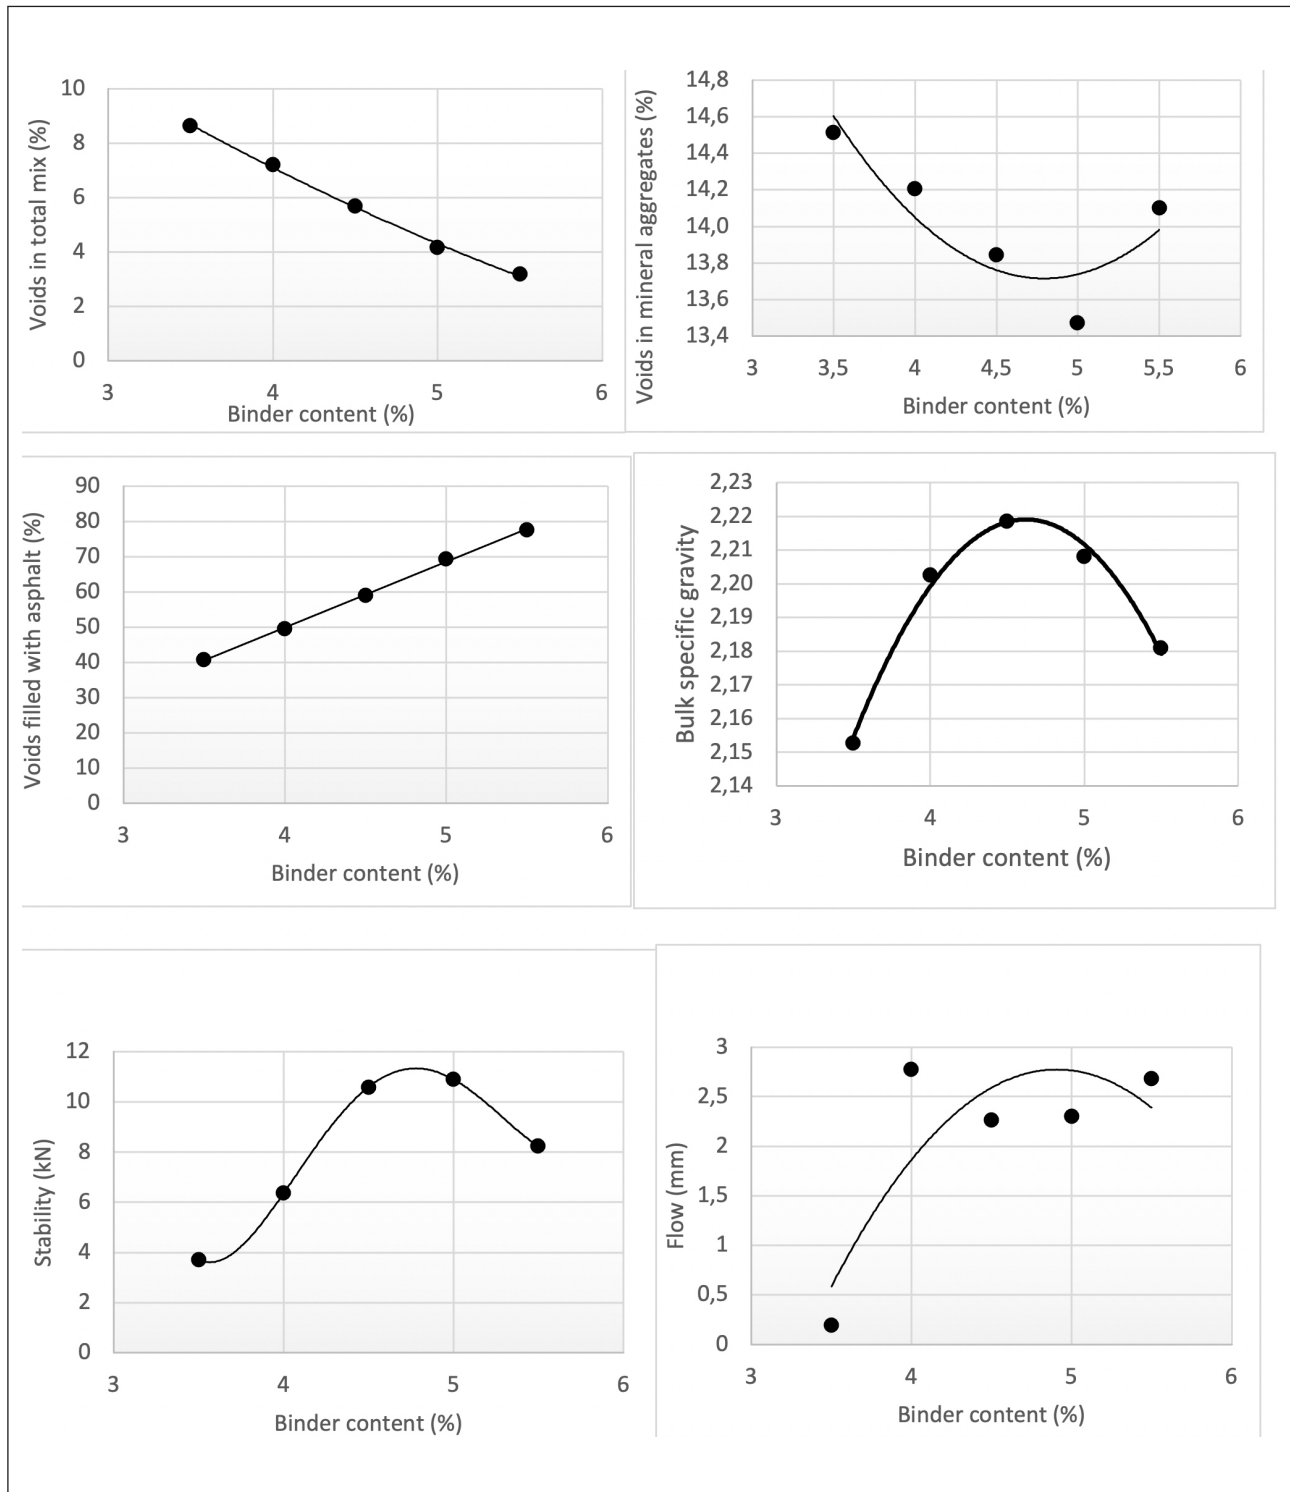 Voids in total mix (%)
10
8
6
4
2
0
3 4 5 6
Binder content (%)
Voids in mineral aggregates (%)
14,8
14,6
14,4
14,2
14,0
13,8
13,6
13,4
3 3,5 4 4,5 5 5,5 6
Binder content (%)
Voids filled with asphalt (%)
90
80
70
60
50
40
30
20
10
0
3 4 5 6
Binder content (%)
Bulk specific gravity
2,23
2,22
2,21
2,20
2,19
2,18
2,17
2,16
2,15
2,14
3 4 5 6
Binder content (%)
Stability (kN)
12
10
8
6
4
2
0
3 4 5 6
Binder content (%)
Flow (mm)
3
2,5
2
1,5
1
0,5
0
3 4 5 6
Binder content (%)